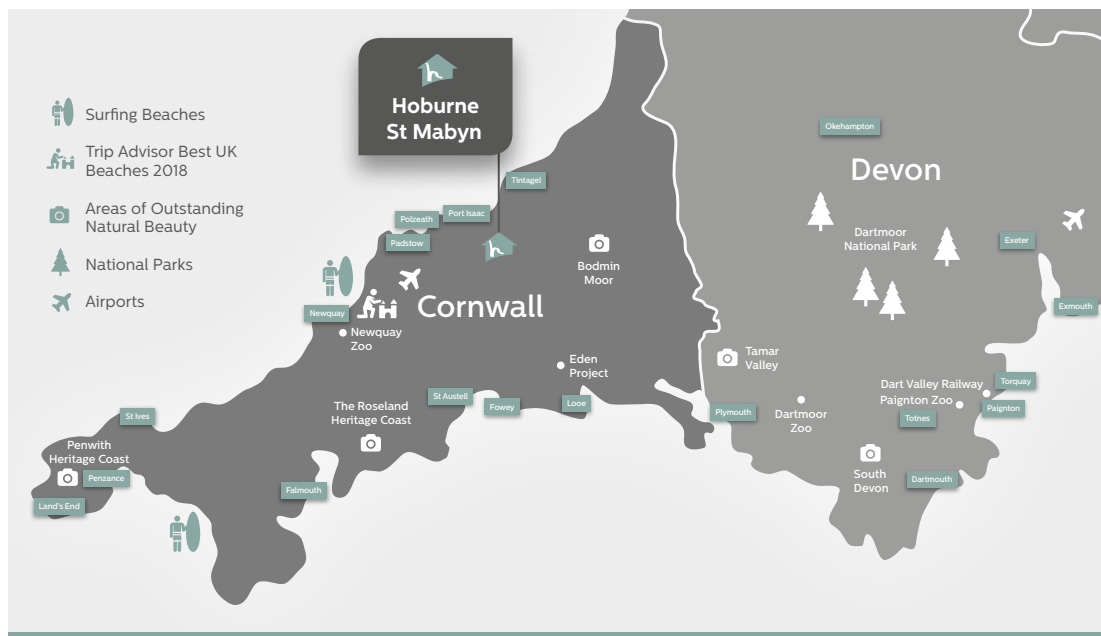 Hoburne
St Mabyn
Surfing Beaches
Trip Advisor Best UK
Beaches 2018
Areas of Outstanding
Natural Beauty
National Parks
Airports
Okehampton
Devon
Tintagel
Polzeath
Port Isaac
Padstow
Dartmoor
National Park
Exeter
Bodmin
Moor
Cornwall
Newquay
Newquay
Zoo
Exmouth
Eden
Project
Tamar
Valley
Dart Valley Railway
Paignton Zoo
Torquay
Paignton
Totnes
St Austell
Fowey
Looe
Plymouth
Dartmoor
Zoo
The Roseland
Heritage Coast
St Ives
Penwith
Heritage Coast
Penzance
Land's End
Falmouth
South
Devon
Dartmouth